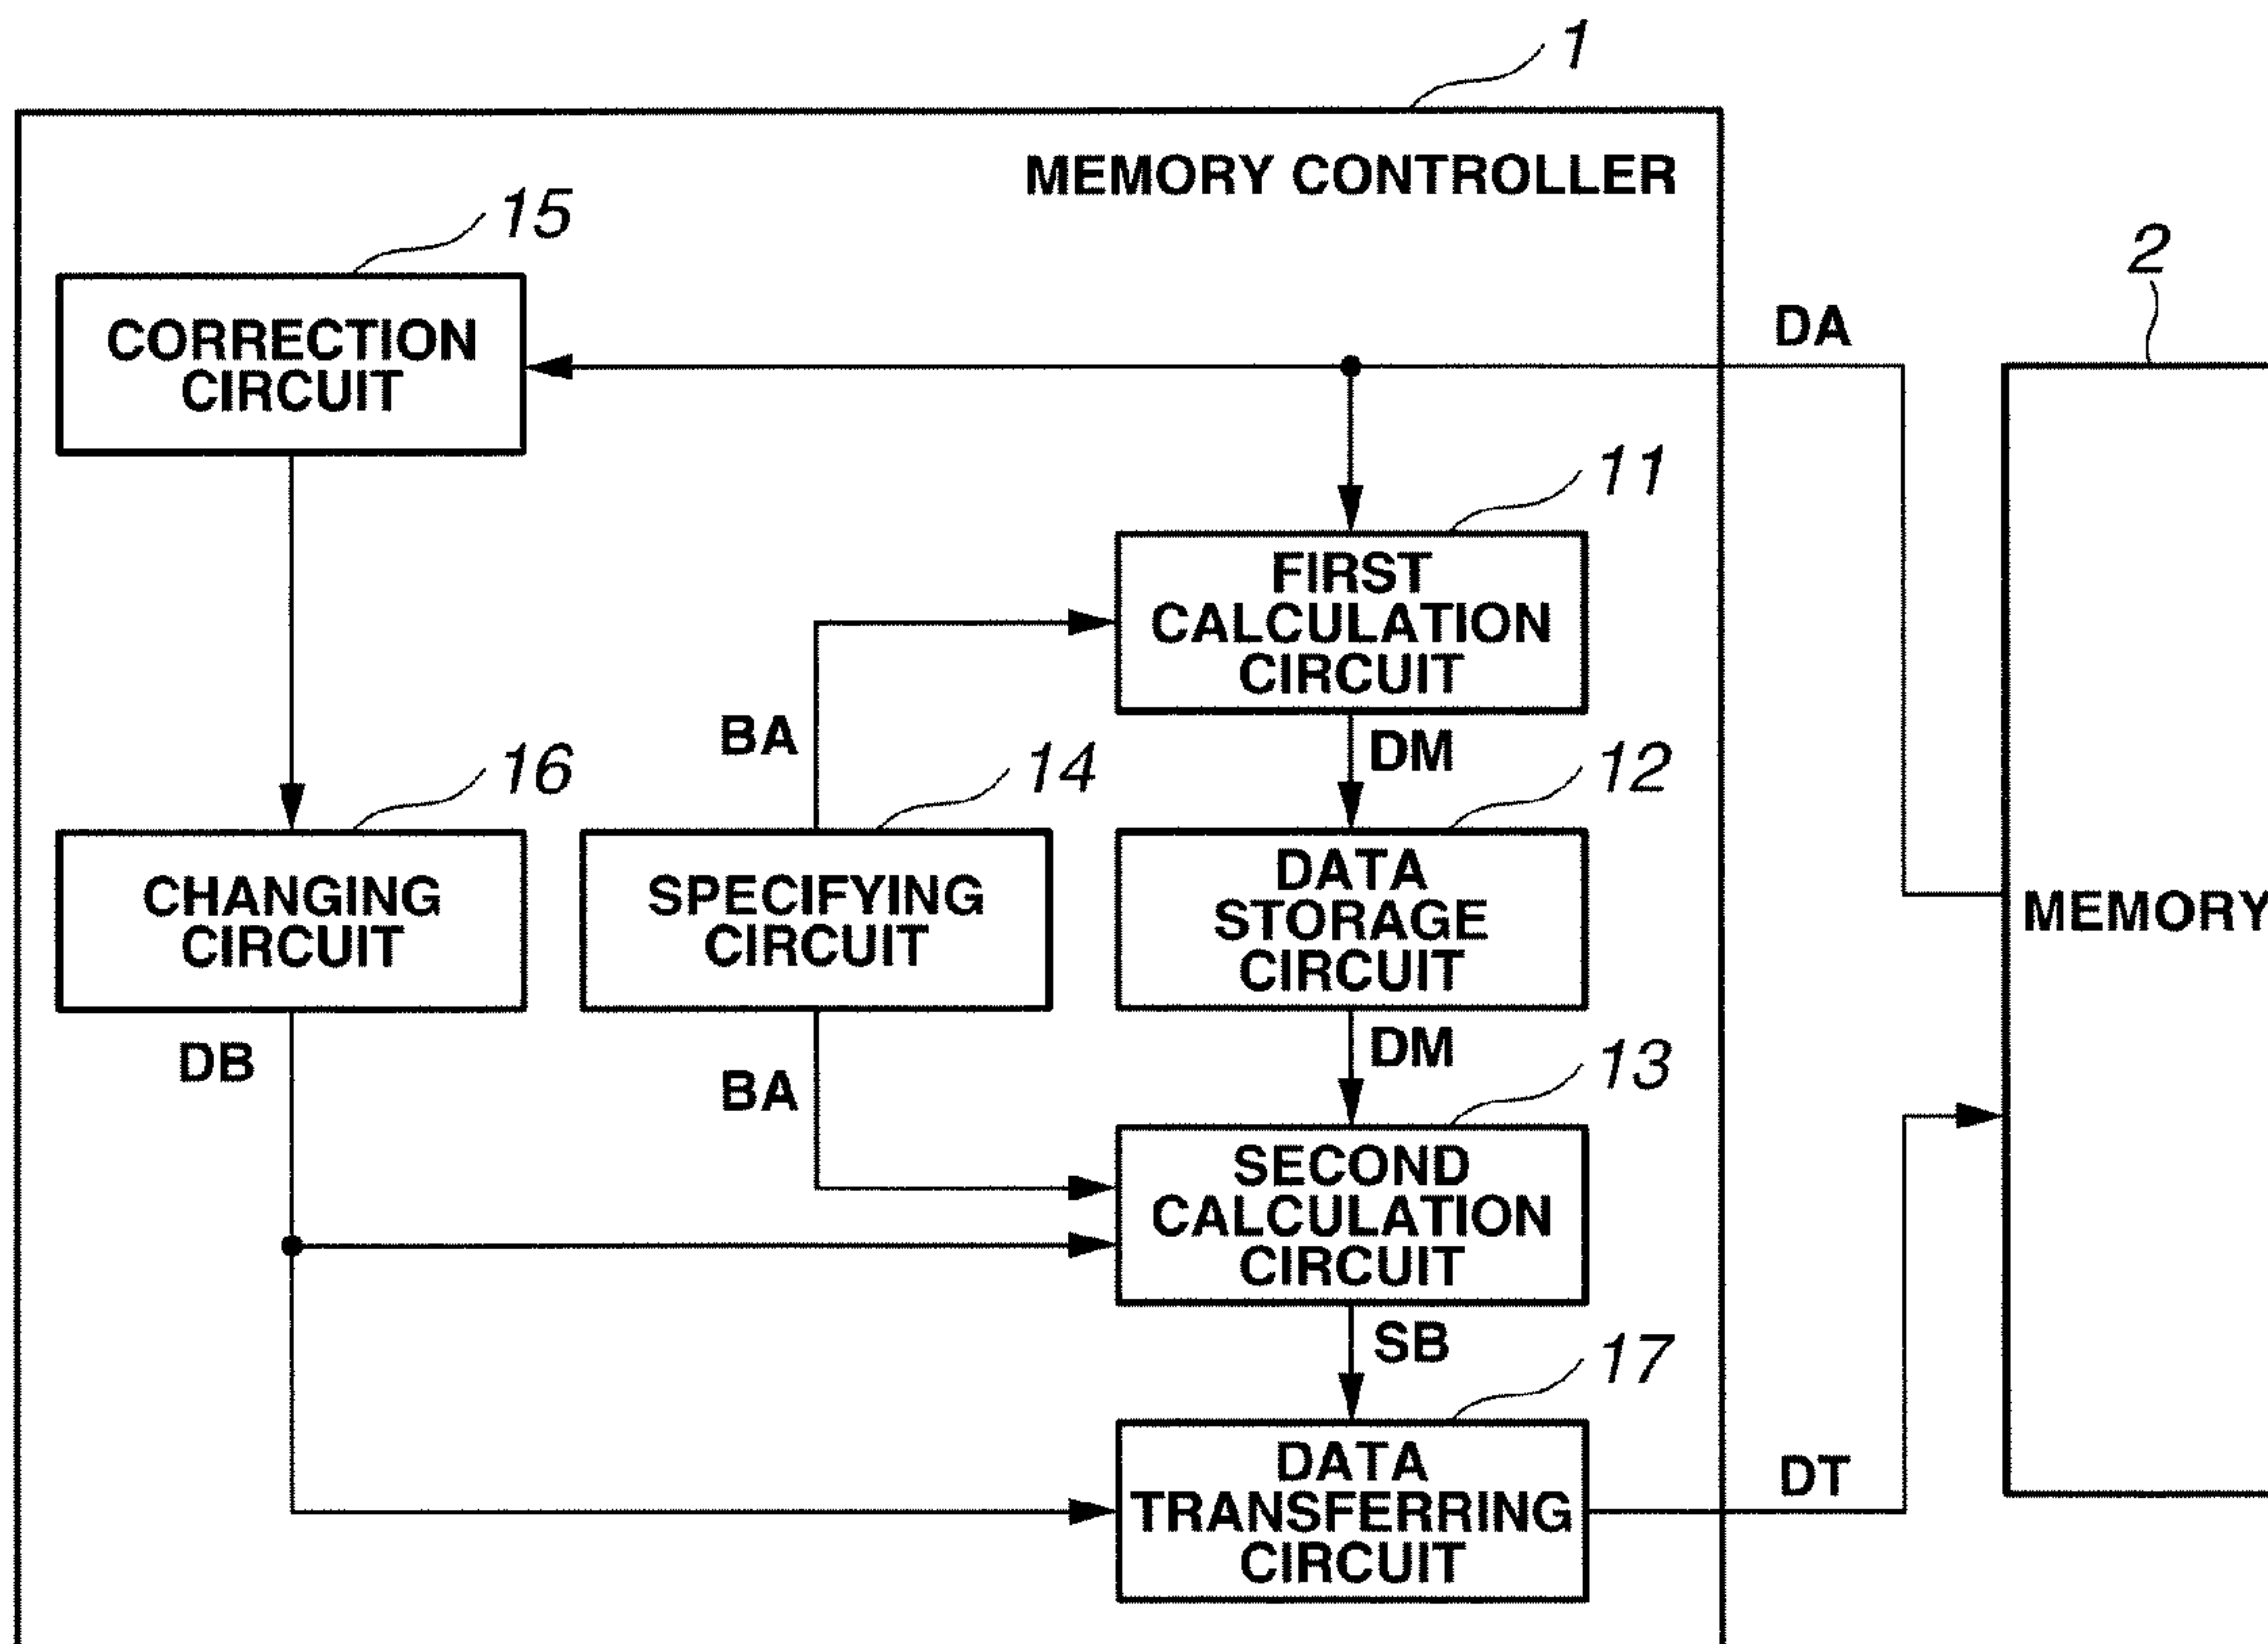 1
MEMORY CONTROLLER
15
2
CORRECTION
CIRCUIT
DA
11
FIRST
CALCULATION
CIRCUIT
BA
DM
16
14
12
CHANGING
CIRCUIT
SPECIFYING
CIRCUIT
DATA
STORAGE
CIRCUIT
MEMORY
DB
BA
DM
13
SECOND
CALCULATION
CIRCUIT
SB
17
DATA
TRANSFERRING
CIRCUIT
DT